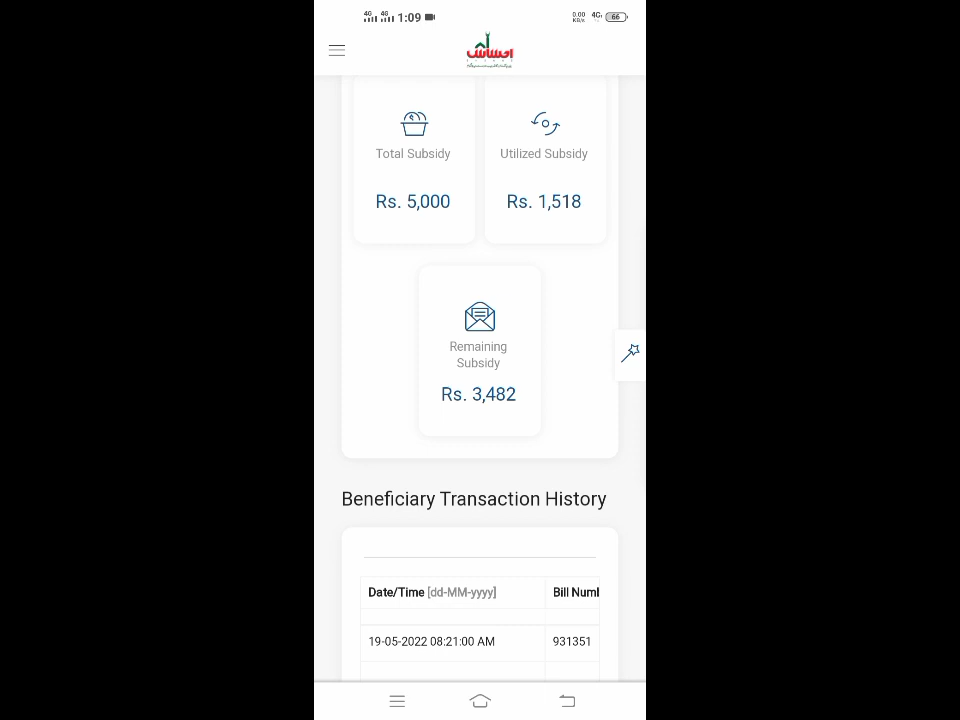 4G 4G 1:09
0.00
KB/s
4G
66
احساس
Total Subsidy
Utilized Subsidy
Rs. 5,000
Rs. 1,518
Remaining
Subsidy
Rs. 3,482
Beneficiary Transaction History
Date/Time [dd-MM-yyyy]
Bill Numl
19-05-2022 08:21:00 AM
931351